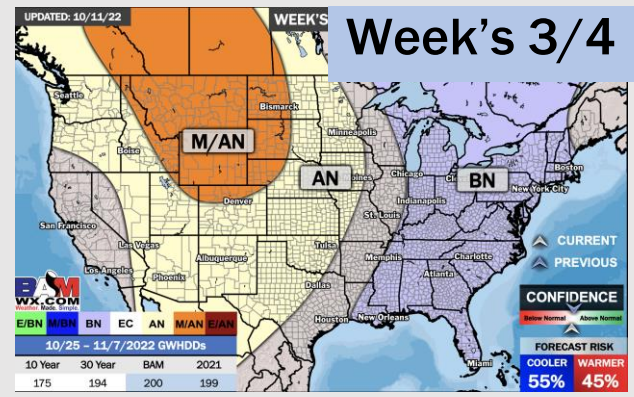 UPDATED: 10/11/22
WEEK'S
Week's 3/4
Seattle
Bismarck
Minneapolis
M/AN
Boise
AN
Chicago
BN
Boston
New York City
Denver
Indianapolis
St. Louis
San Francisco
Las Vegas
Tulsa
Memphis
Charlotte
CURRENT
Albuquerque
Los Angeles
Phoenix
Atlanta
PREVIOUS
Dallas
BAM
WX.COM
Weather. Made. Simple.
Houston
New Orleans
Miami
CONFIDENCE
Below Normal
Above Normal
E/BN M/BN BN EC AN M/AN E/AN
10/25 – 11/7/2022 GWHDDs
10 Year 30 Year BAM 2021
175 194 200 199
FORECAST RISK
COOLER WARMER
55% 45%